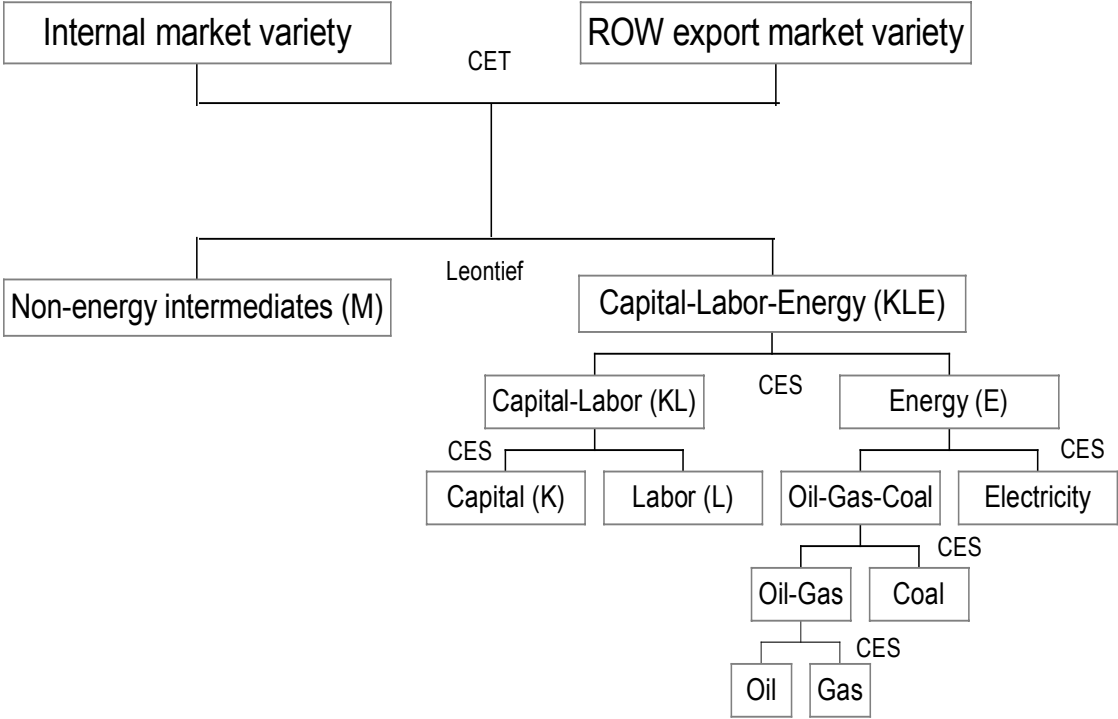 Internal market variety
ROW export market variety
CET
Leontief
Non-energy intermediates (M)
Capital-Labor-Energy (KLE)
CES
Capital-Labor (KL)
Energy (E)
CES
CES
Capital (K)
Labor (L)
Oil-Gas-Coal
Electricity
CES
Oil-Gas
Coal
CES
Oil
Gas